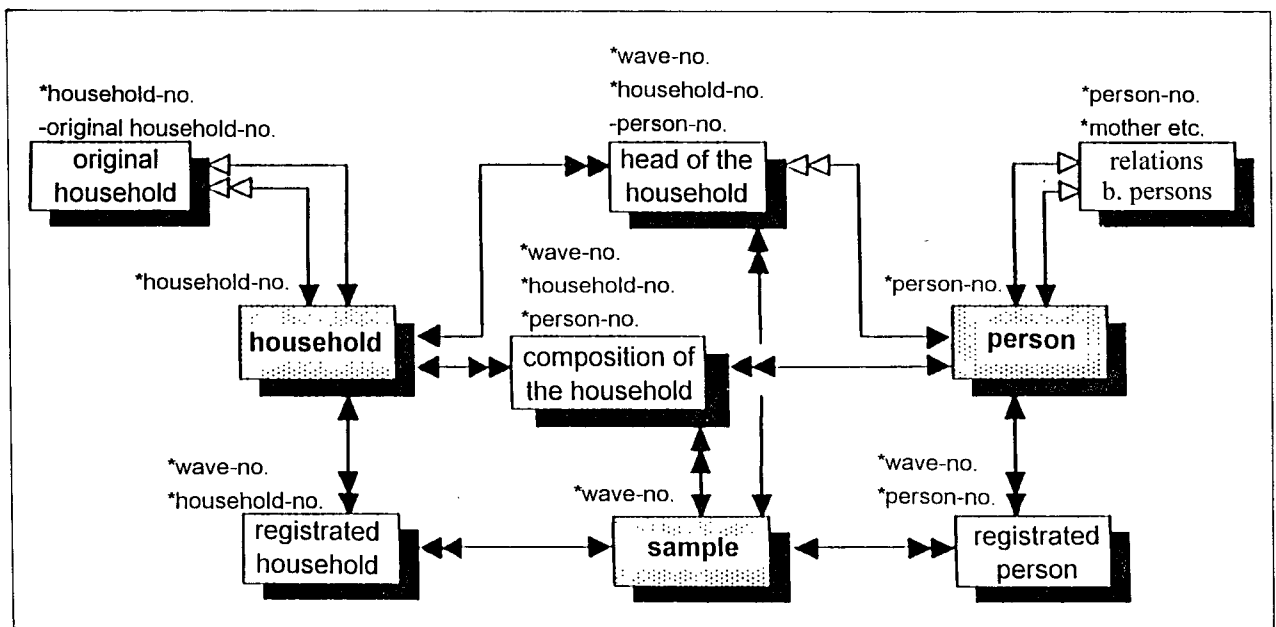 *household-no.
-original household-no.
original
household
*wave-no.
*household-no.
-person-no.
head of the
household
*person-no.
*mother etc.
relations
b. persons
*household-no.
household
*wave-no.
*household-no.
*person-no.
composition of
the household
*person-no.
person
*wave-no.
*household-no.
registrated
household
*wave-no.
sample
*wave-no.
*person-no.
registrated
person